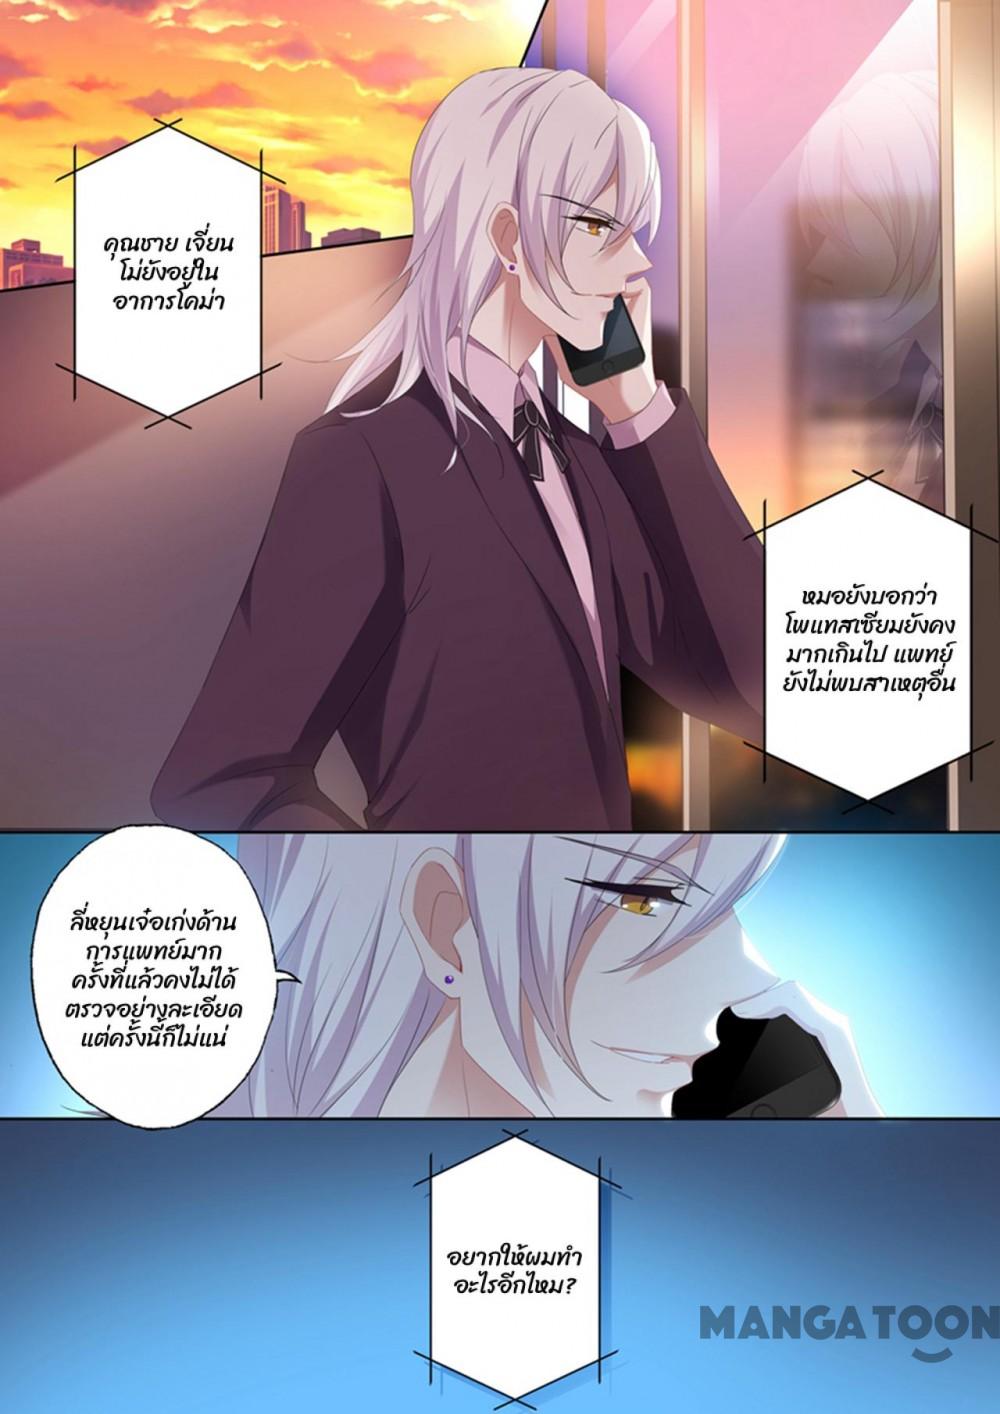 คุณชาย เจี่ยน
โม่ยังอยู่ใน
อาการโคม่า
หมอยังบอกว่า
โพแทสเซียมยังคง
มากเกินไป แพทย์
ยังไม่พบสาเหตุอื่น
ลี่หยุนเจ๋อเก่งด้าน
การแพทย์มาก
ครั้งที่แล้วคงไม่ได้
ตรวจอย่างละเอียด
แต่ครั้งนี้ก็ไม่แน่
อยากให้ผมทำ
อะไรอีกไหม?
MANGATOON